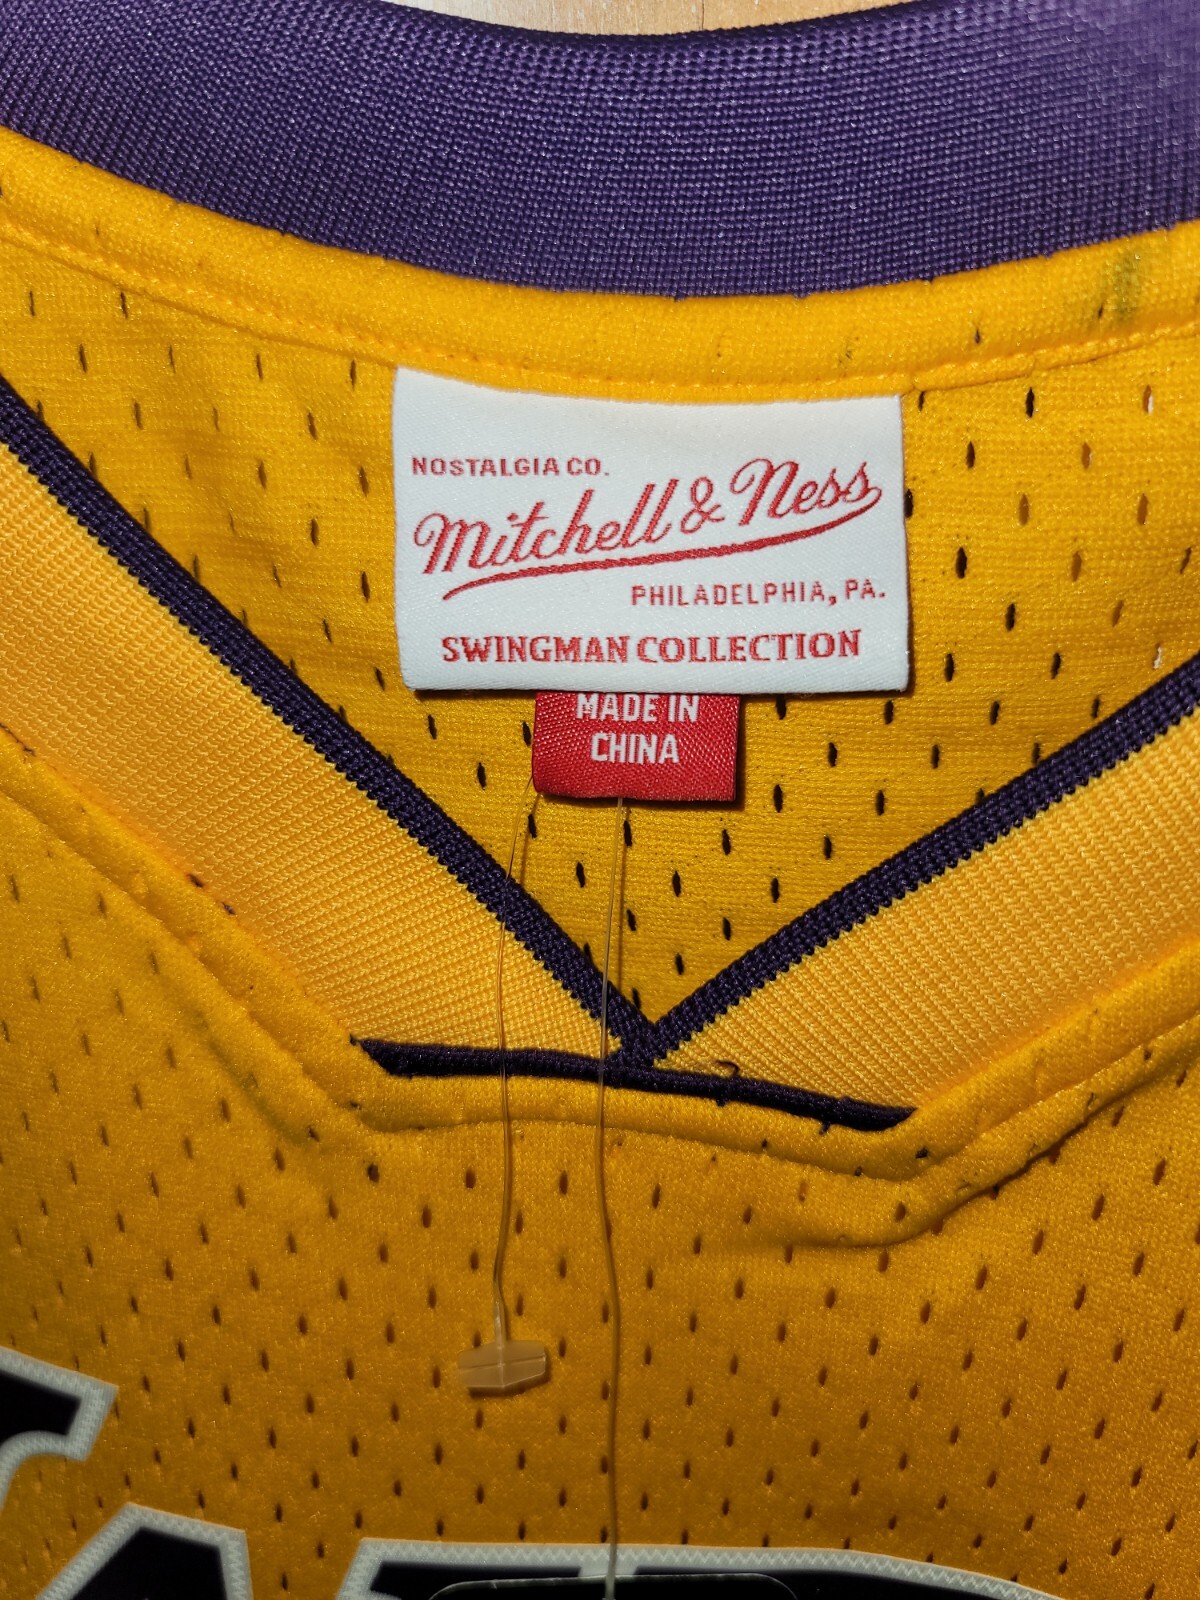 NOSTALGIA CO.
Mitchell & Ness
PHILADELPHIA, PA.
SWINGMAN COLLECTION
MADE IN
CHINA